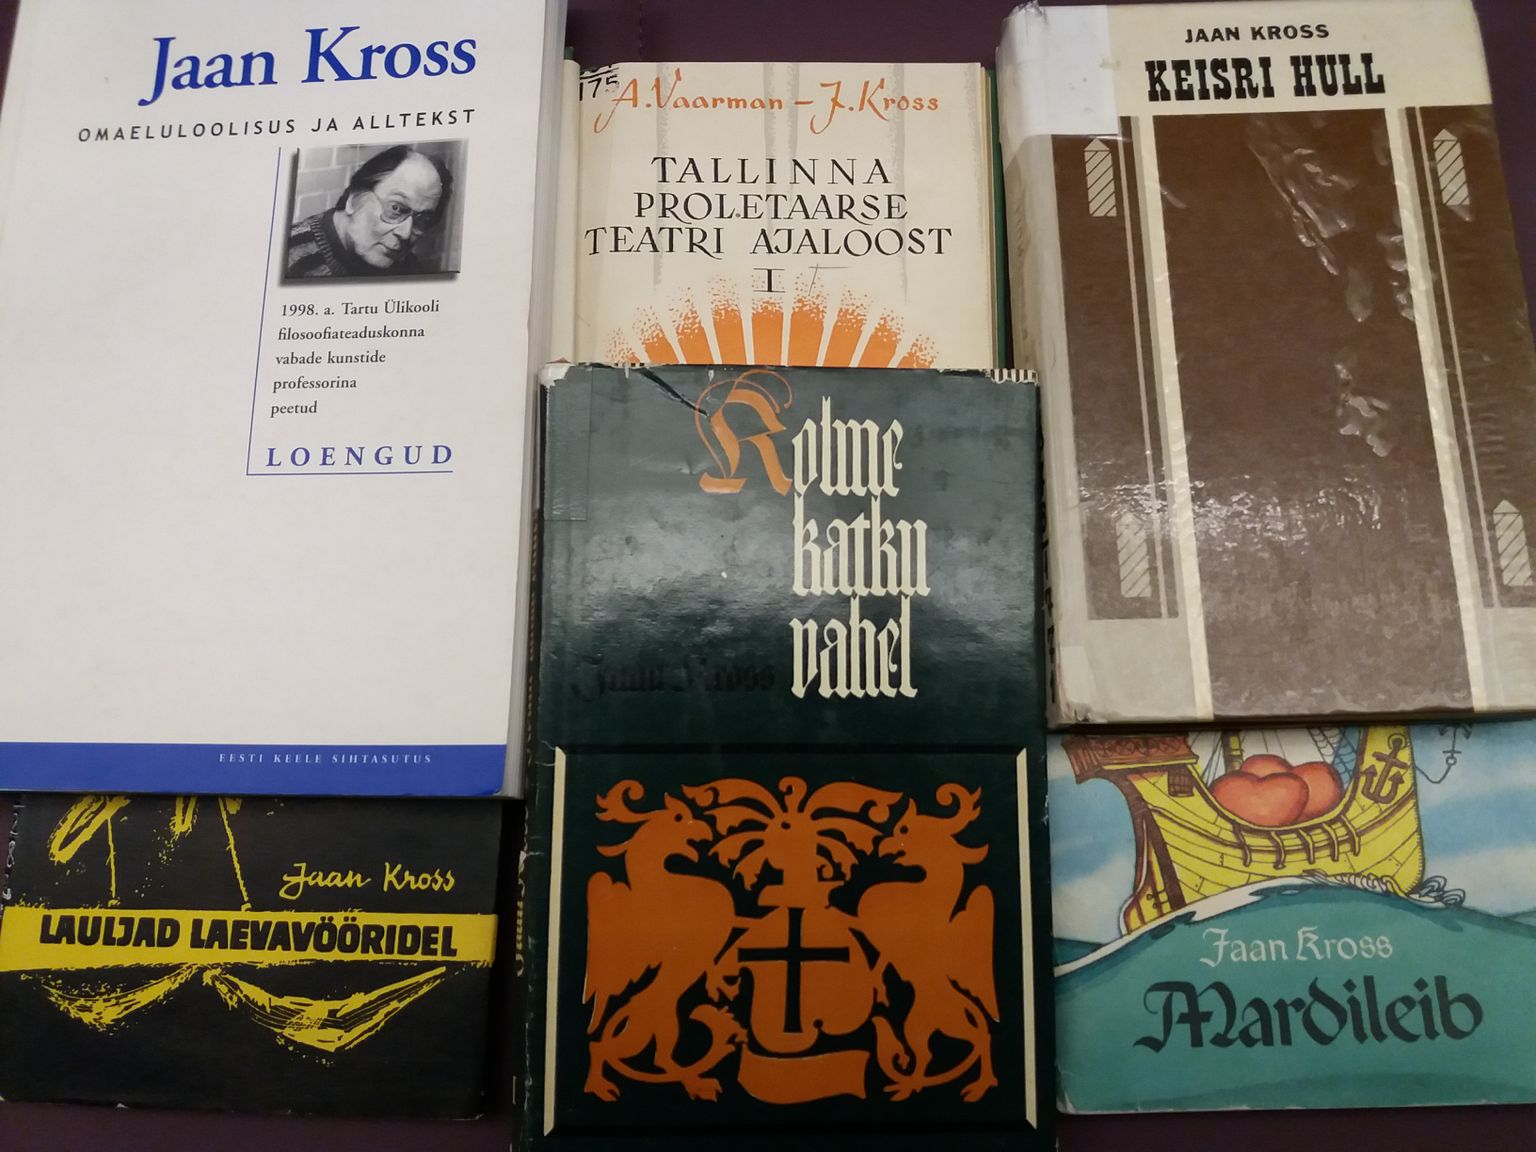 Jaan Kross
OMAELULOOLISUS JA ALLTEKST
1998. a. Tartu Ülikooli
filosoofiateaduskonna
vabade kunstide
professorina
peetud
LOENGUD
EESTI KEELE SIHTASUTUS
175
A. Vaarman – J. Kross
TALLINNA
PROLETAARSE
TEATRI AJALOOST
I
JAAN KROSS
KEISRI HULL
Kolme
katku
vahel
Jaan Kross
Jaan Kross
LAULJAD LAEVAVÖÖRIDEL
Jaan Kross
Mardileib